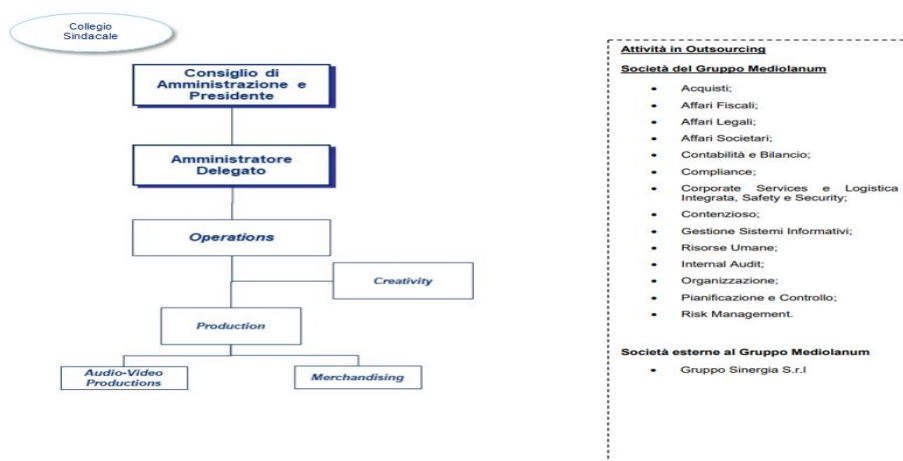 Collegio
Sindacale
Consiglio di
Amministrazione e
Presidente
Amministratore
Delegato
Operations
Creativity
Production
Audio-Video
Productions
Merchandising
Attività in Outsourcing
Società del Gruppo Mediolanum
• Acquisti;
• Affari Fiscali;
• Affari Legali;
• Affari Societari;
• Contabilità e Bilancio;
• Compliance;
• Corporate Services e Logistica
Integrata, Safety e Security;
• Contenzioso;
• Gestione Sistemi Informativi;
• Risorse Umane;
• Internal Audit;
• Organizzazione;
• Pianificazione e Controllo;
• Risk Management.
Società esterne al Gruppo Mediolanum
• Gruppo Sinergia S.r.l